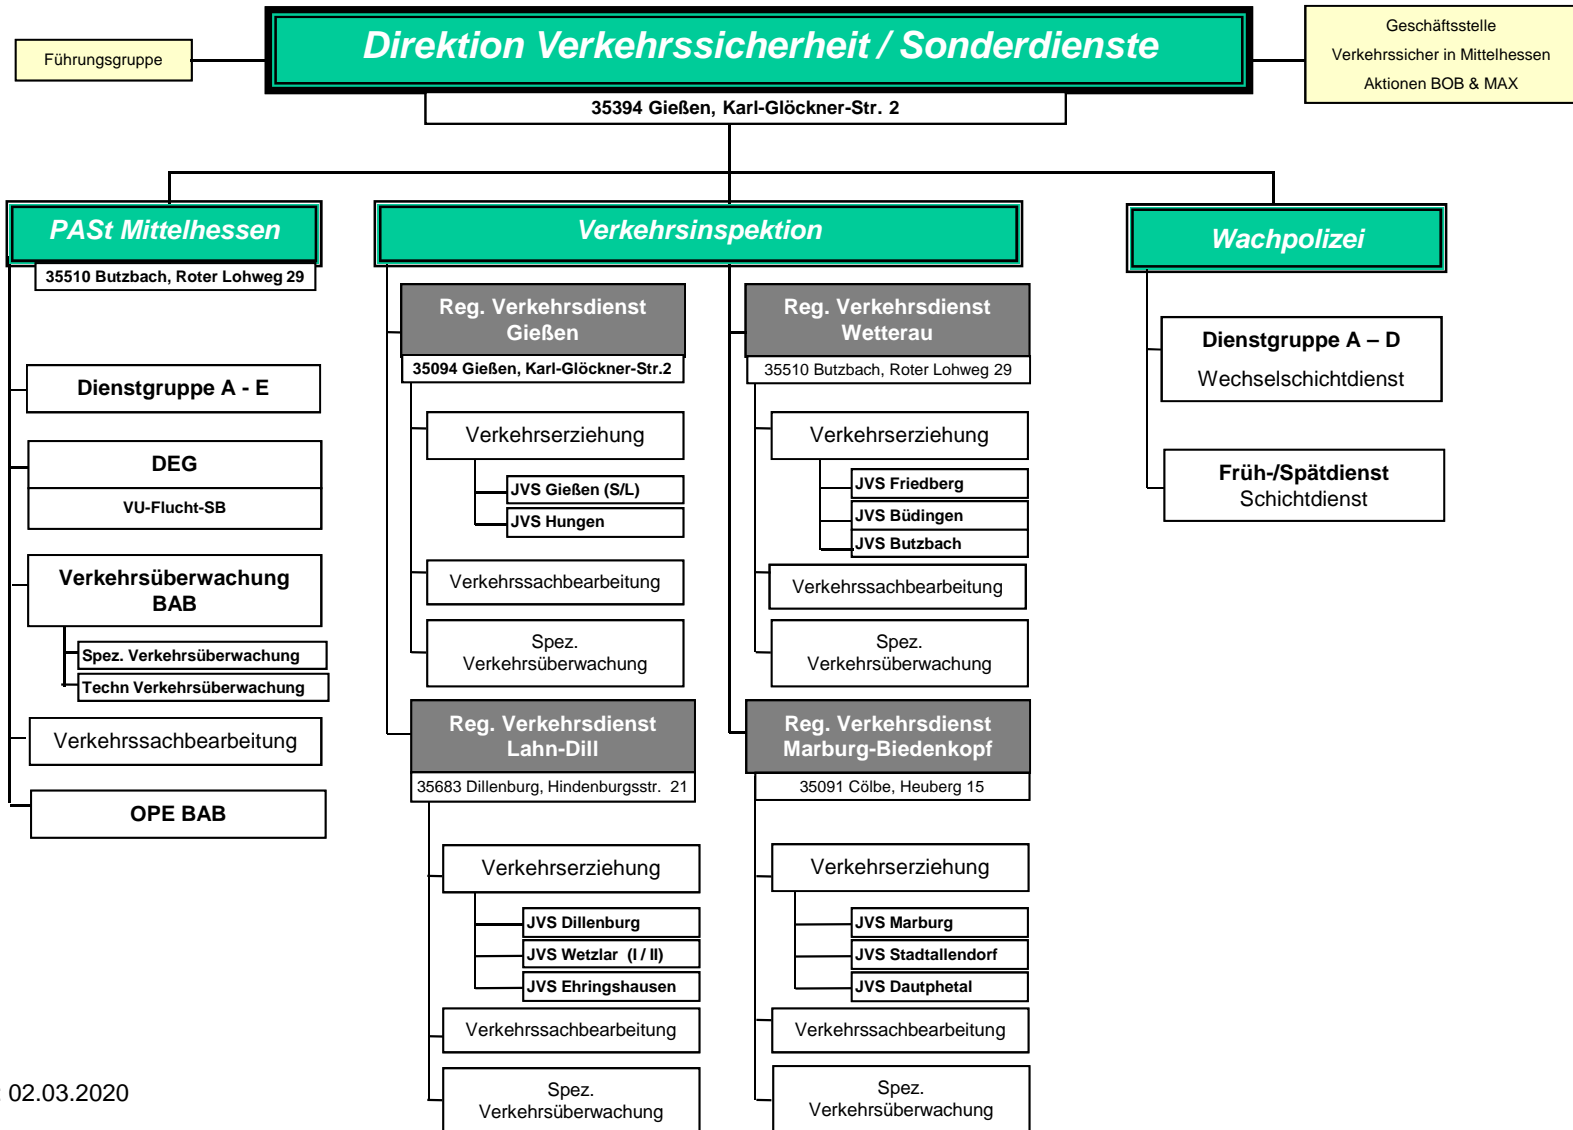 Führungsgruppe
Direktion Verkehrssicherheit / Sonderdienste
35394 Gießen, Karl-Glöckner-Str. 2
Geschäftsstelle
Verkehrssicher in Mittelhessen
Aktionen BOB & MAX
PASt Mittelhessen
35510 Butzbach, Roter Lohweg 29
Dienstgruppe A - E
DEG
VU-Flucht-SB
Verkehrsüberwachung
BAB
Spez. Verkehrsüberwachung
Techn Verkehrsüberwachung
Verkehrssachbearbeitung
OPE BAB
Verkehrsinspektion
Reg. Verkehrsdienst
Gießen
35094 Gießen, Karl-Glöckner-Str.2
Verkehrserziehung
JVS Gießen (S/L)
JVS Hungen
Verkehrssachbearbeitung
Spez.
Verkehrsüberwachung
Reg. Verkehrsdienst
Lahn-Dill
35683 Dillenburg, Hindenburgsstr. 21
Verkehrserziehung
JVS Dillenburg
JVS Wetzlar (I / II)
JVS Ehringshausen
Verkehrssachbearbeitung
Spez.
Verkehrsüberwachung
Reg. Verkehrsdienst
Wetterau
35510 Butzbach, Roter Lohweg 29
Verkehrserziehung
JVS Friedberg
JVS Büdingen
JVS Butzbach
Verkehrssachbearbeitung
Spez.
Verkehrsüberwachung
Reg. Verkehrsdienst
Marburg-Biedenkopf
35091 Cölbe, Heuberg 15
Verkehrserziehung
JVS Marburg
JVS Stadtallendorf
JVS Dautphetal
Verkehrssachbearbeitung
Spez.
Verkehrsüberwachung
Wachpolizei
Dienstgruppe A – D
Wechselschichtdienst
Früh-/Spätdienst
Schichtdienst
: 02.03.2020